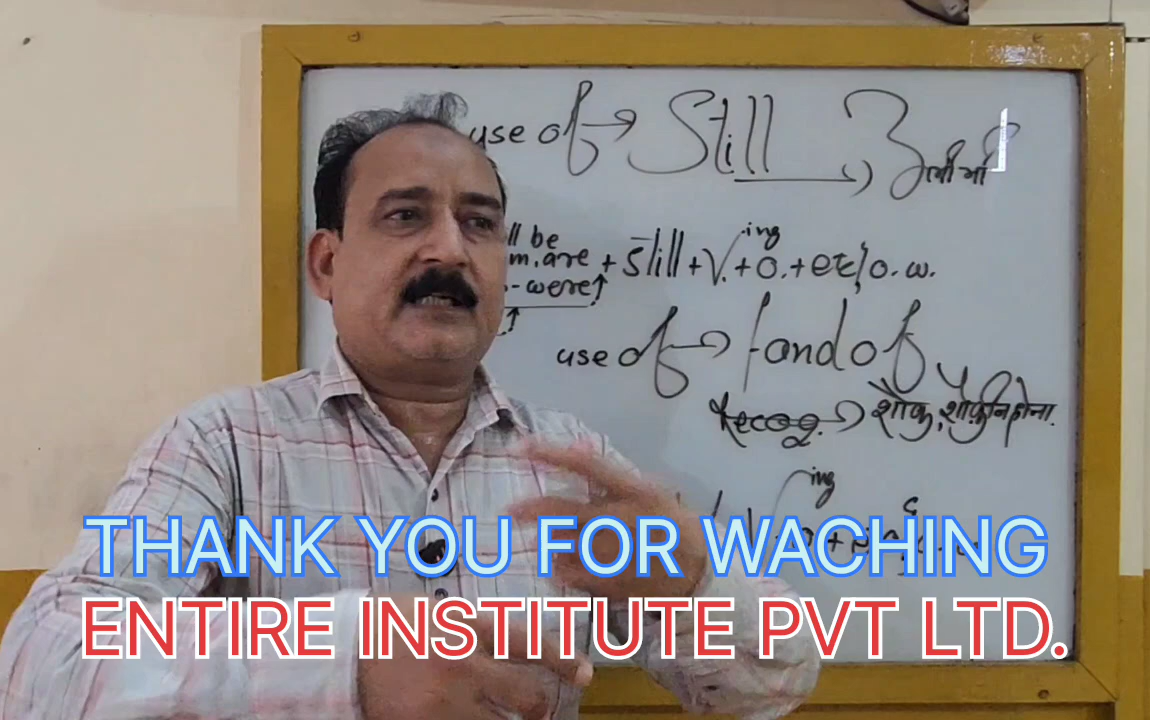 use of → Still
ll be
m, are + Still + V. ing + O. + etc/o.w.
-were
use of → fond of
Recog. → शौक, शौक़ीन होना.
ing
THANK YOU FOR WACHING
ENTIRE INSTITUTE PVT LTD.